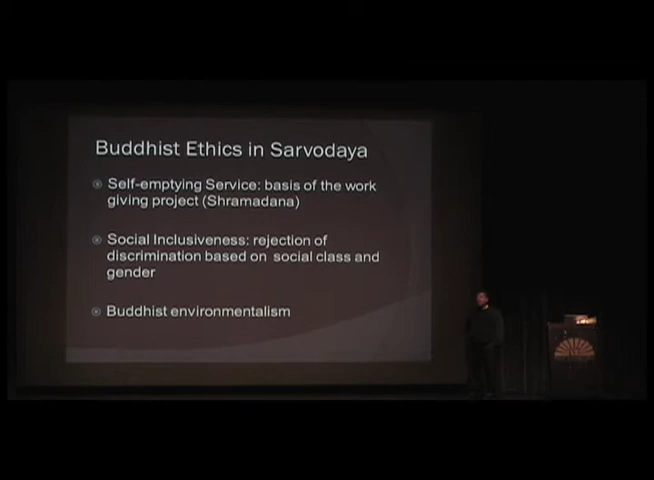 Buddhist Ethics in Sarvodaya
Self-emptying Service: basis of the work
giving project (Shramadana)
Social Inclusiveness: rejection of
discrimination based on social class and
gender
Buddhist environmentalism